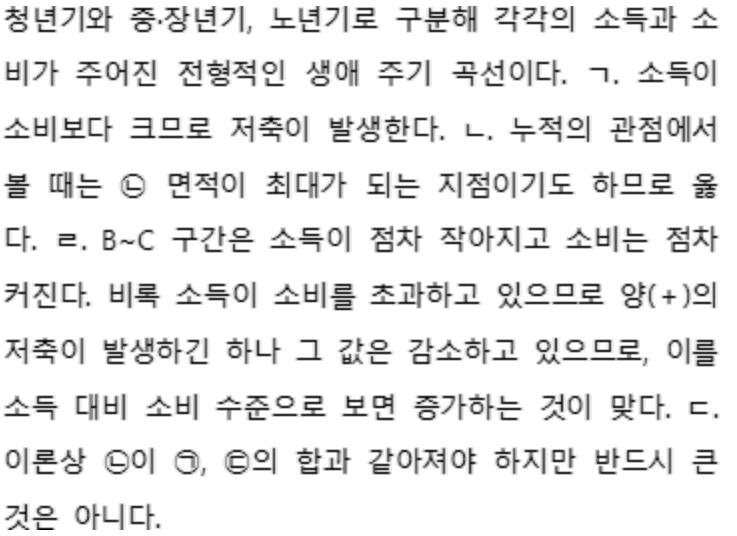 청년기와 중·장년기, 노년기로 구분해 각각의 소득과 소
비가 주어진 전형적인 생애 주기 곡선이다. ㄱ. 소득이
소비보다 크므로 저축이 발생한다. ㄴ. 누적의 관점에서
볼 때는 ㉡ 면적이 최대가 되는 지점이기도 하므로 옳
다. ㄹ. B~C 구간은 소득이 점차 작아지고 소비는 점차
커진다. 비록 소득이 소비를 초과하고 있으므로 양(+)의
저축이 발생하긴 하나 그 값은 감소하고 있으므로, 이를
소득 대비 소비 수준으로 보면 증가하는 것이 맞다. ㄷ.
이론상 ㉡이 ㉠, ㉢의 합과 같아져야 하지만 반드시 큰
것은 아니다.